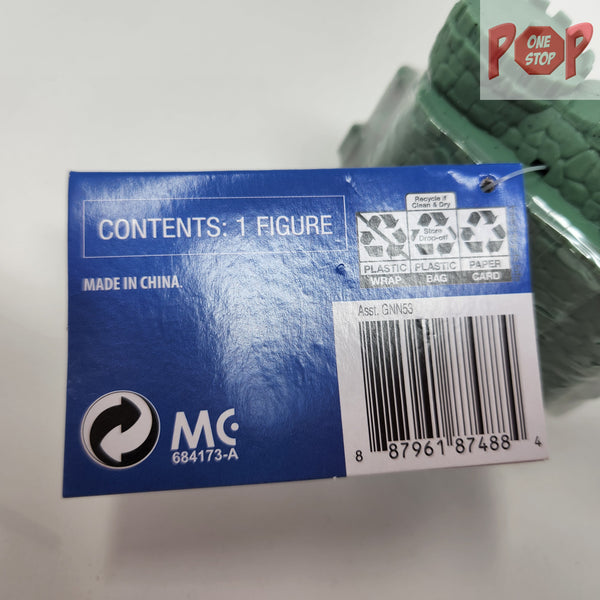 POP
ONE
STOP
CONTENTS: 1 FIGURE
MADE IN CHINA.
Recycle if
Clean & Dry
Store
Drop-off
PLASTIC
WRAP
PLASTIC
BAG
PAPER
CARD
Asst. GNN53
8 87961 87488 4
MC
684173-A